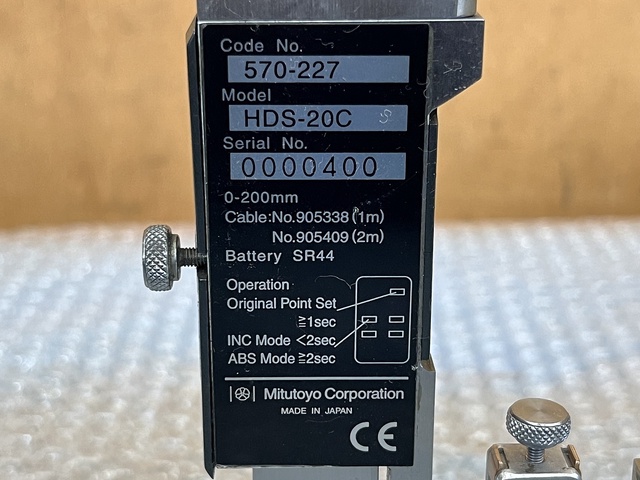 Code No.
570-227
Model
HDS-20C
Serial No.
0000400
0-200mm
Cable:No.905338(1m)
No.905409(2m)
Battery SR44
Operation
Original Point Set
≧1sec
INC Mode <2sec
ABS Mode ≧2sec
Mitutoyo Corporation
MADE IN JAPAN
CE